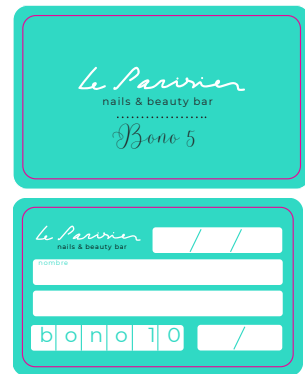 Le Parisien
nails & beauty bar
Bono 5
Le Parisien
nails & beauty bar
/ /
nombre
bono 10
/